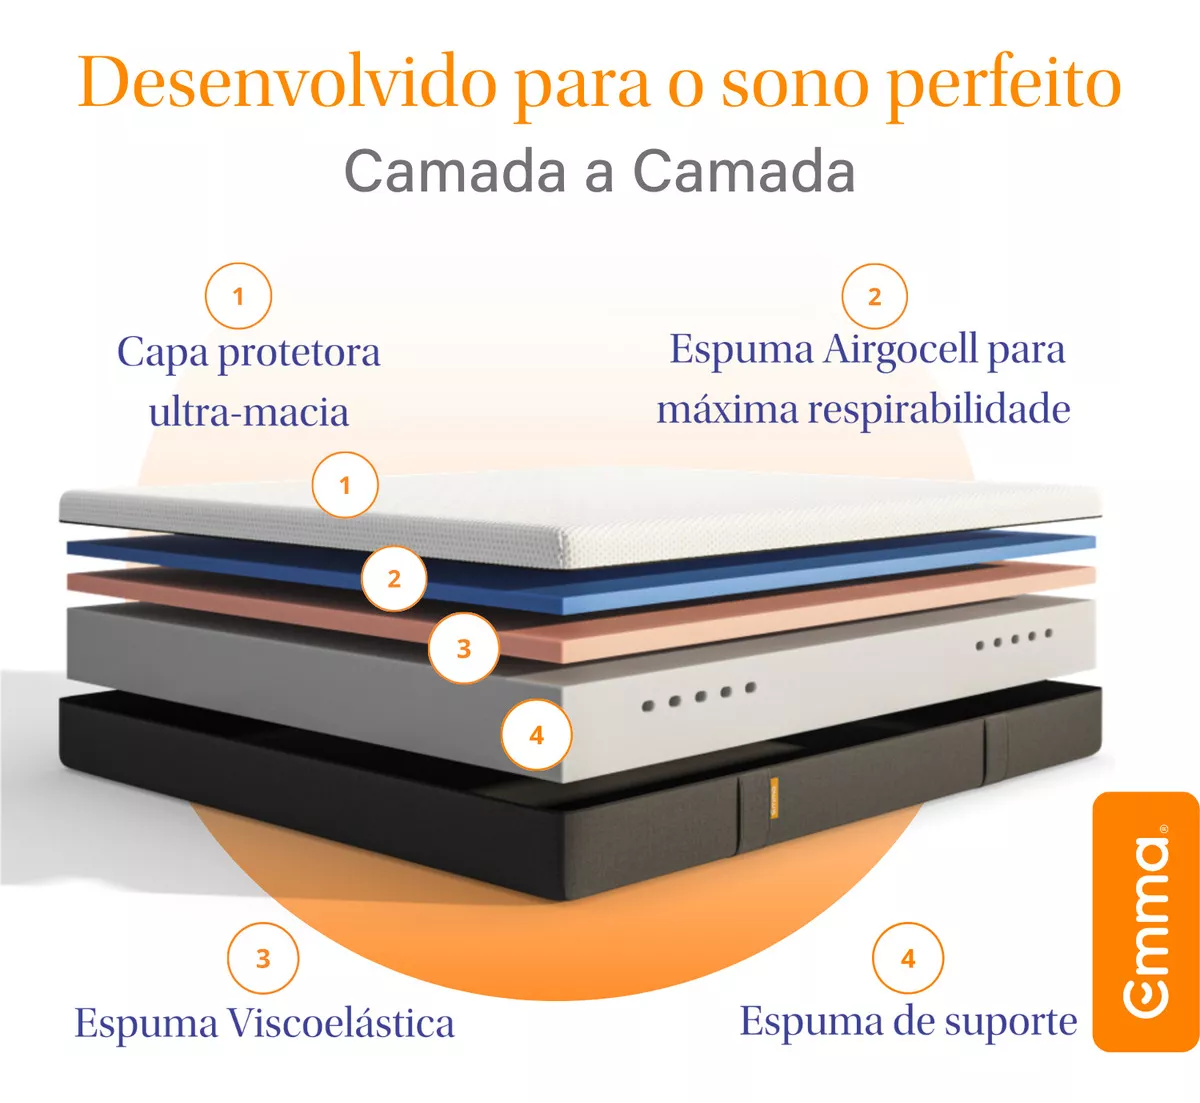 Desenvolvido para o sono perfeito
Camada a Camada
1
Capa protetora
ultra-macia
2
Espuma Airgocell para
máxima respirabilidade
1
2
3
4
emma
3
Espuma Viscoelástica
4
Espuma de suporte
emma®